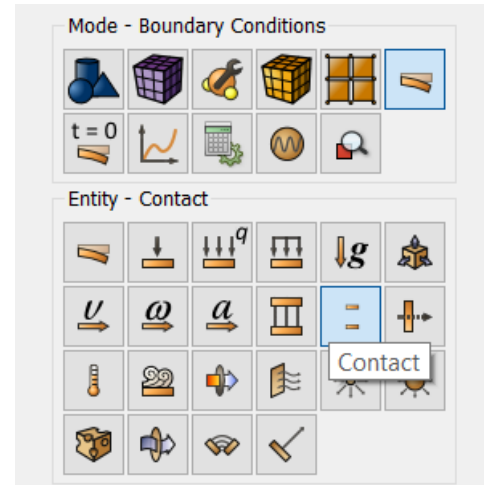 Mode - Boundary Conditions
t = 0
Entity - Contact
q
g
υ ω a
Contact